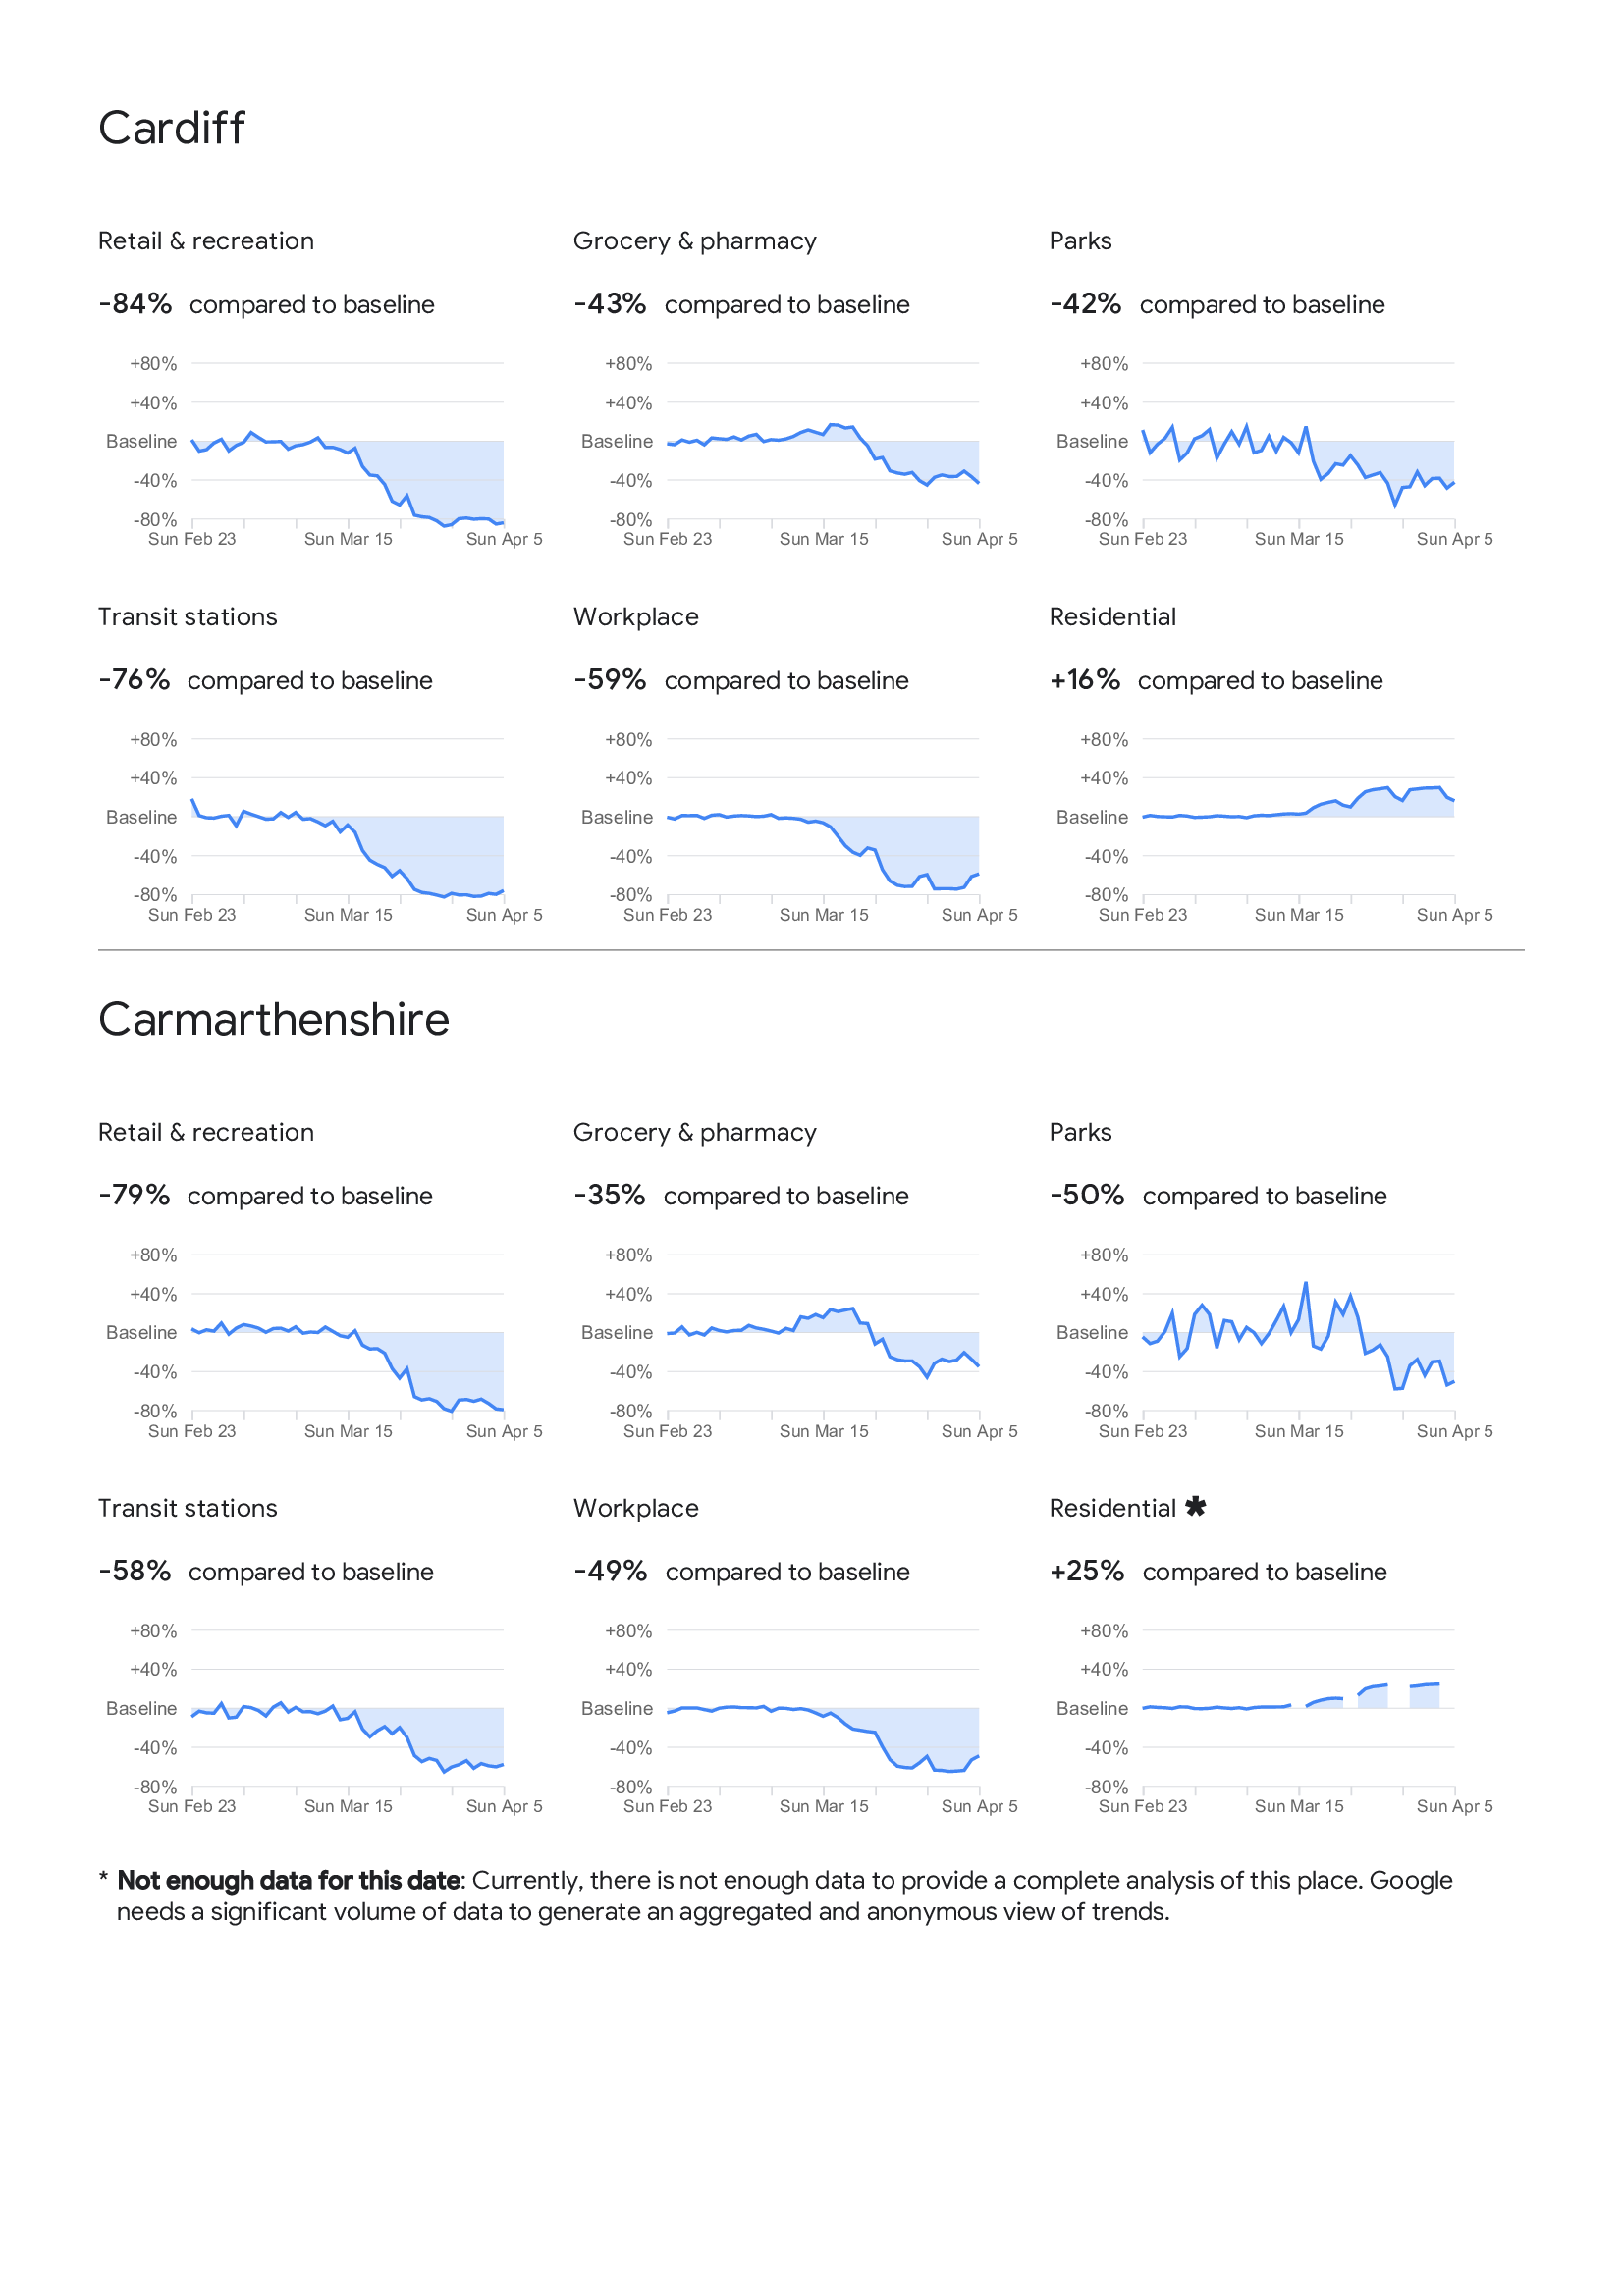 Cardiff
Retail & recreation
-84% compared to baseline
+80%
+40%
Baseline
-40%
-80%
Sun Feb 23 Sun Mar 15 Sun Apr 5
Grocery & pharmacy
-43% compared to baseline
+80%
+40%
Baseline
-40%
-80%
Sun Feb 23 Sun Mar 15 Sun Apr 5
Parks
-42% compared to baseline
+80%
+40%
Baseline
-40%
-80%
Sun Feb 23 Sun Mar 15 Sun Apr 5
Transit stations
-76% compared to baseline
+80%
+40%
Baseline
-40%
-80%
Sun Feb 23 Sun Mar 15 Sun Apr 5
Workplace
-59% compared to baseline
+80%
+40%
Baseline
-40%
-80%
Sun Feb 23 Sun Mar 15 Sun Apr 5
Residential
+16% compared to baseline
+80%
+40%
Baseline
-40%
-80%
Sun Feb 23 Sun Mar 15 Sun Apr 5
Carmarthenshire
Retail & recreation
-79% compared to baseline
+80%
+40%
Baseline
-40%
-80%
Sun Feb 23 Sun Mar 15 Sun Apr 5
Grocery & pharmacy
-35% compared to baseline
+80%
+40%
Baseline
-40%
-80%
Sun Feb 23 Sun Mar 15 Sun Apr 5
Parks
-50% compared to baseline
+80%
+40%
Baseline
-40%
-80%
Sun Feb 23 Sun Mar 15 Sun Apr 5
Transit stations
-58% compared to baseline
+80%
+40%
Baseline
-40%
-80%
Sun Feb 23 Sun Mar 15 Sun Apr 5
Workplace
-49% compared to baseline
+80%
+40%
Baseline
-40%
-80%
Sun Feb 23 Sun Mar 15 Sun Apr 5
Residential *
+25% compared to baseline
+80%
+40%
Baseline
-40%
-80%
Sun Feb 23 Sun Mar 15 Sun Apr 5
* Not enough data for this date: Currently, there is not enough data to provide a complete analysis of this place. Google
needs a significant volume of data to generate an aggregated and anonymous view of trends.